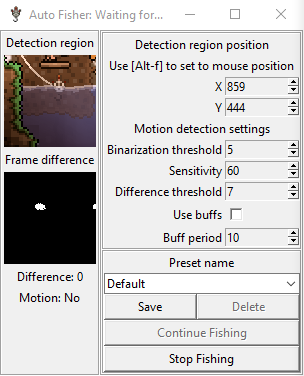 Auto Fisher: Waiting for...
Detection region
Frame difference
Difference: 0
Motion: No
Detection region position
Use [Alt-f] to set to mouse position
X 859
Y 444
Motion detection settings
Binarization threshold 5
Sensitivity 60
Difference threshold 7
Use buffs
Buff period 10
Preset name
Default
Save Delete
Continue Fishing
Stop Fishing